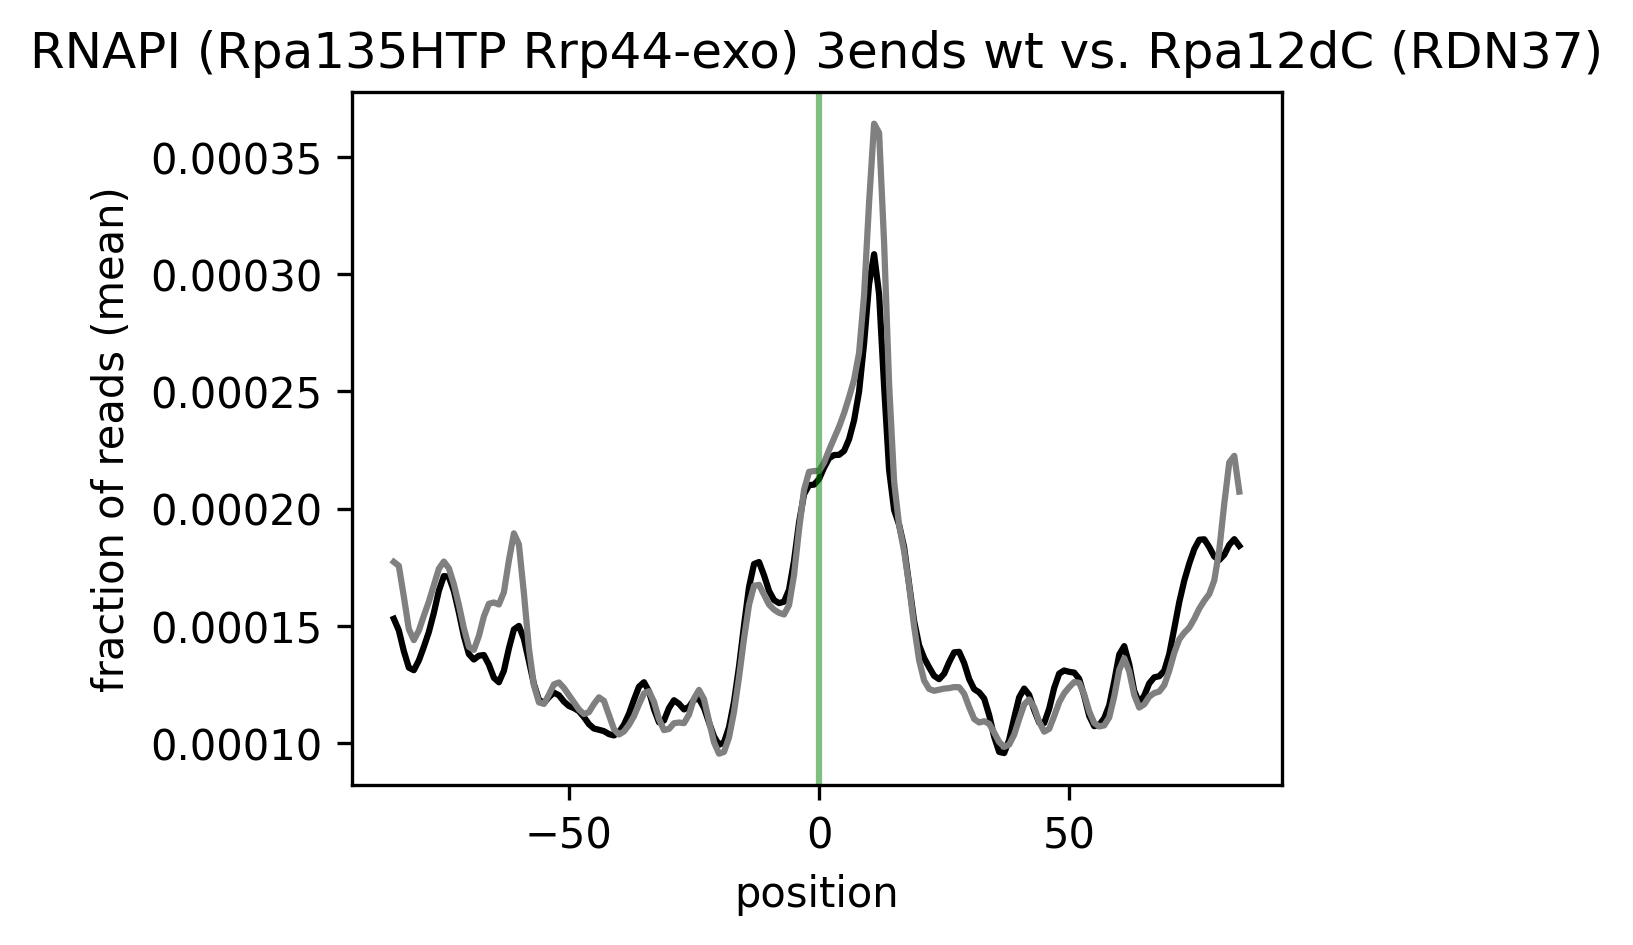 RNAPI (Rpa135HTP Rrp44-exo) 3ends wt vs. Rpa12dC (RDN37)
fraction of reads (mean)
0.00035
0.00030
0.00025
0.00020
0.00015
0.00010
−50 0 50
position